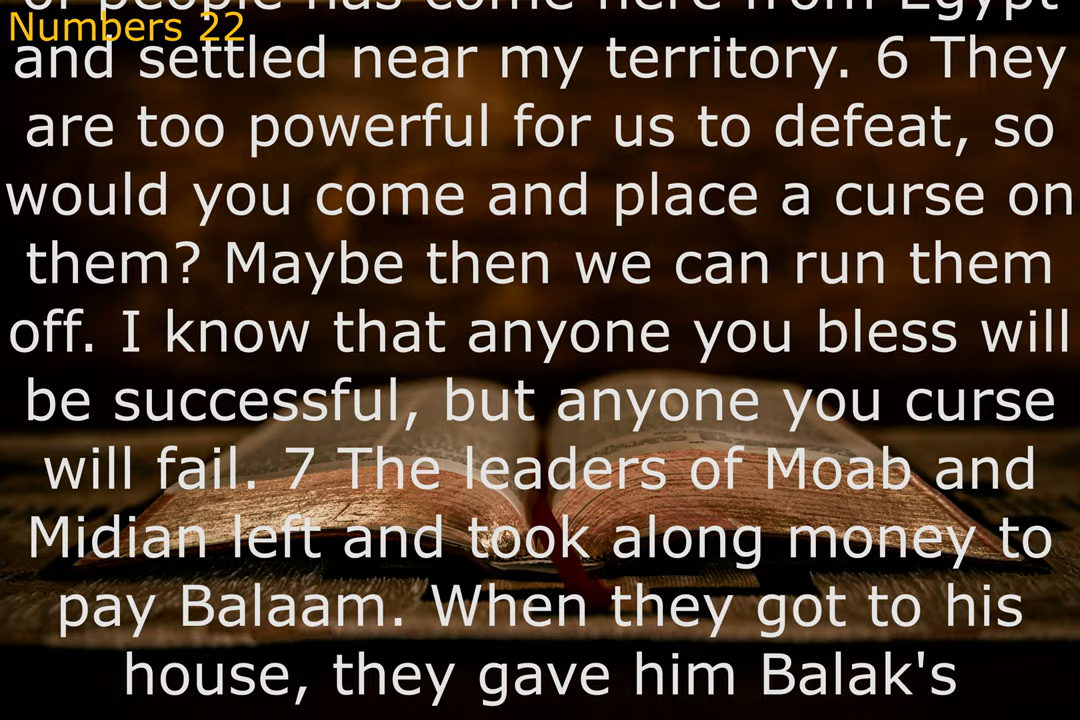 of people has come here from Egypt
Numbers 22
and settled near my territory. 6 They
are too powerful for us to defeat, so
would you come and place a curse on
them? Maybe then we can run them
off. I know that anyone you bless will
be successful, but anyone you curse
will fail. 7 The leaders of Moab and
Midian left and took along money to
pay Balaam. When they got to his
house, they gave him Balak's